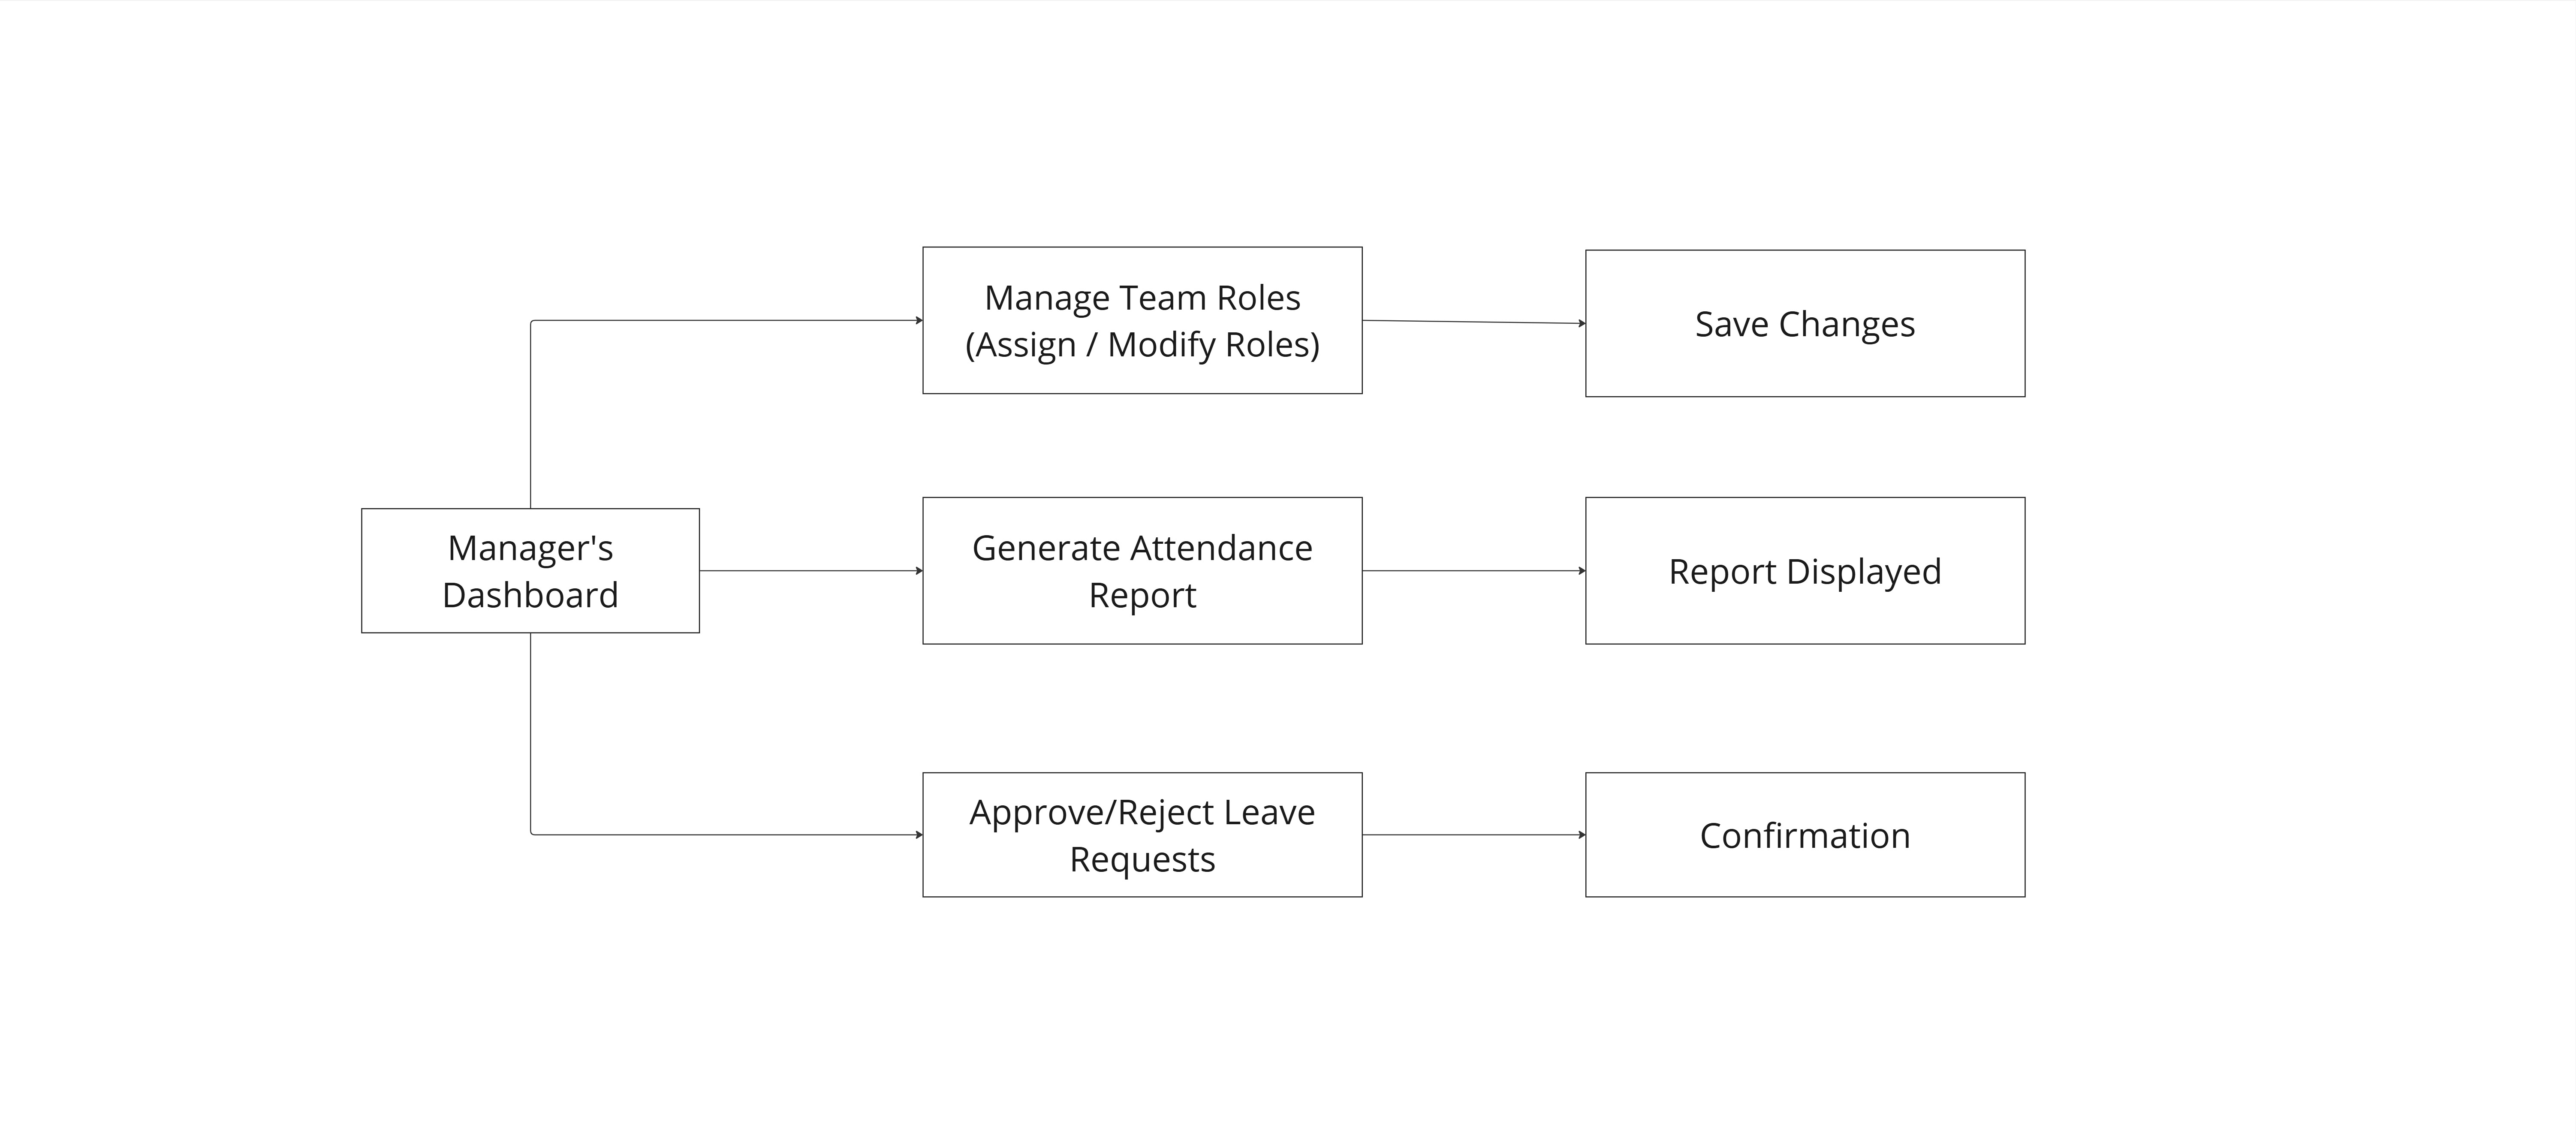 Manage Team Roles
(Assign / Modify Roles)
Save Changes
Manager's
Dashboard
Generate Attendance
Report
Report Displayed
Approve/Reject Leave
Requests
Confirmation